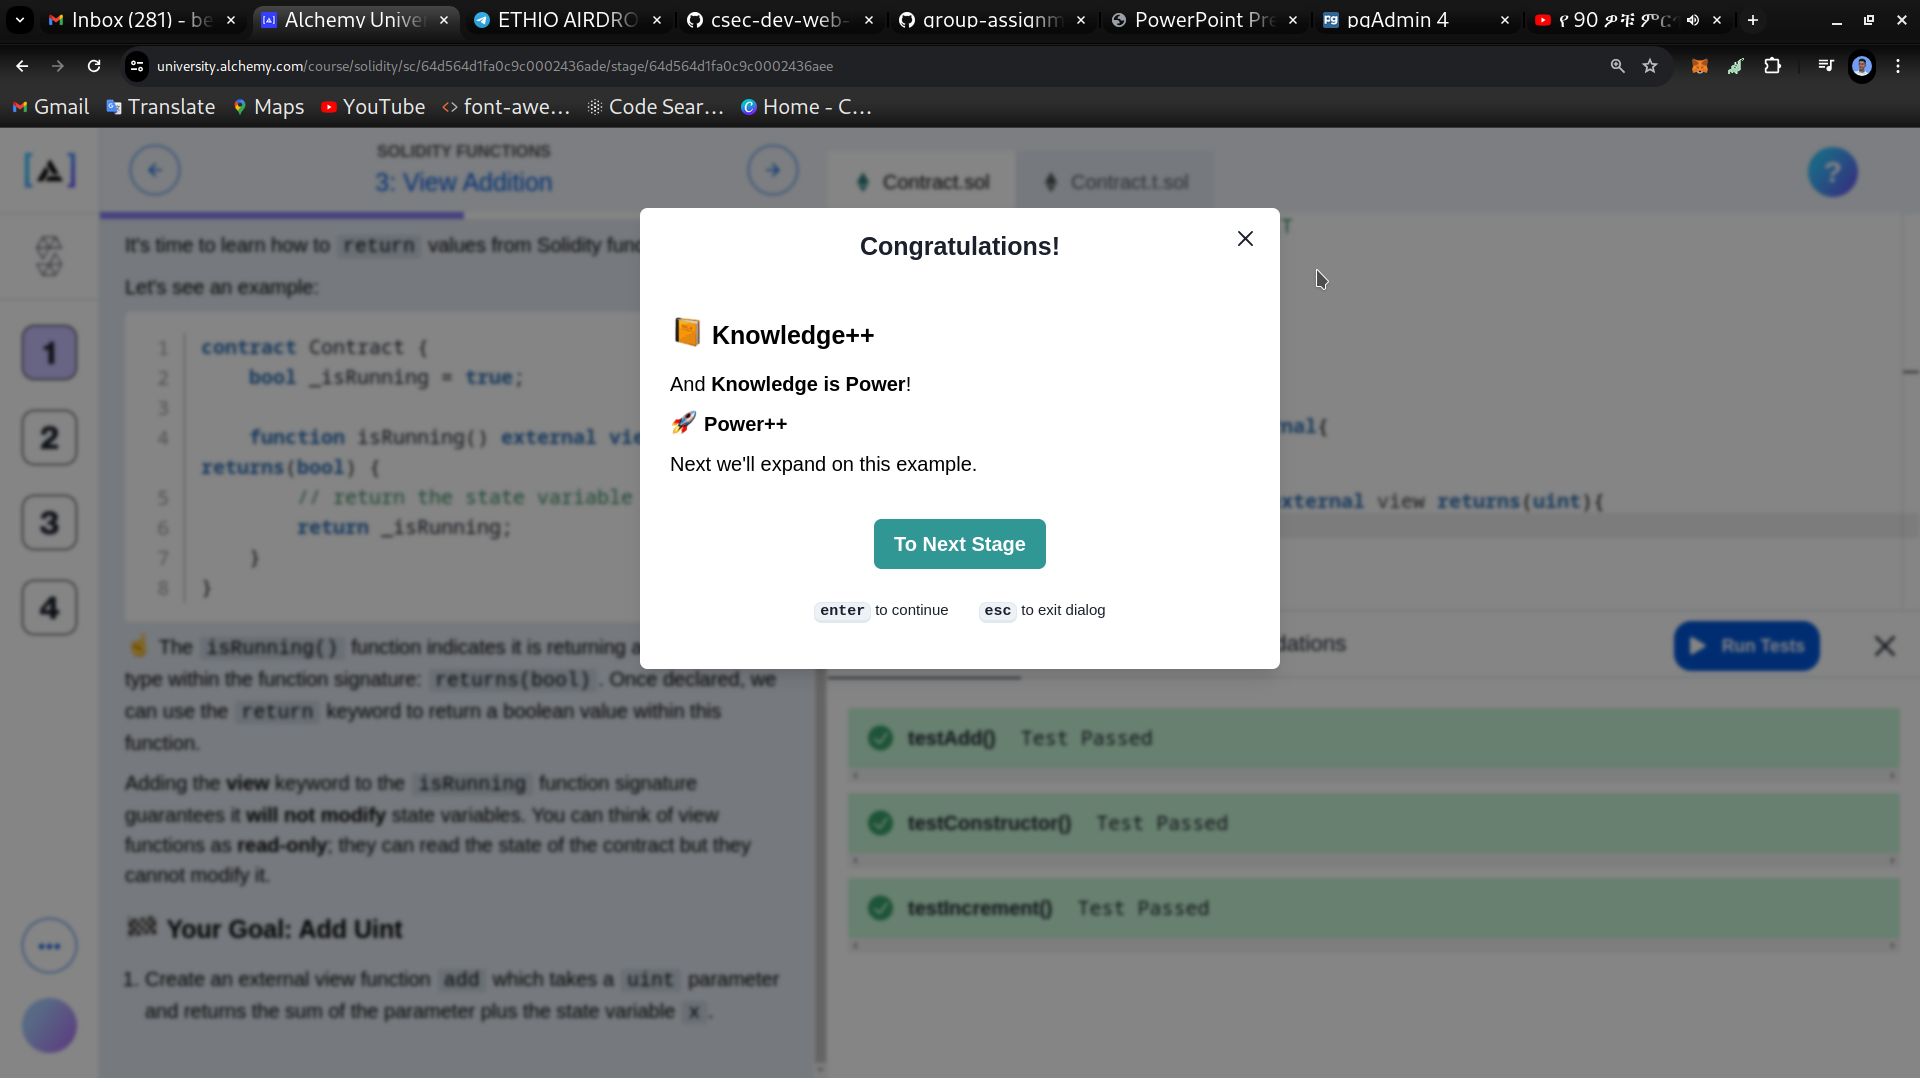 Inbox (281) - be
Alchemy Univer
ETHIO AIRDRO
csec-dev-web-
group-assignm
PowerPoint Pre
pgAdmin 4
university.alchemy.com/course/solidity/sc/64d564d1fa0c9c0002436ade/stage/64d564d1fa0c9c0002436aee
Gmail
Translate
Maps
YouTube
font-awe...
Code Sear...
Home - C...
SOLIDITY FUNCTIONS
3: View Addition
Contract.sol
Contract.t.sol
?
1
2
3
4
It's time to learn how to return values from Solidity func
Let's see an example:
1 contract Contract {
2 bool _isRunning = true;
3
4 function isRunning() external vie
returns(bool) {
5 // return the state variable
6 return _isRunning;
7 }
8 }
☝ The isRunning() function indicates it is returning a
type within the function signature: returns(bool). Once declared, we
can use the return keyword to return a boolean value within this
function.
Adding the view keyword to the isRunning function signature
guarantees it will not modify state variables. You can think of view
functions as read-only; they can read the state of the contract but they
cannot modify it.
🏁 Your Goal: Add Uint
1. Create an external view function add which takes a uint parameter
and returns the sum of the parameter plus the state variable x.
Congratulations!
📔 Knowledge++
And Knowledge is Power!
🚀 Power++
Next we'll expand on this example.
To Next Stage
enter to continue
esc to exit dialog
T
nal{
xternal view returns(uint){
dations
Run Tests
testAdd() Test Passed
testConstructor() Test Passed
testIncrement() Test Passed